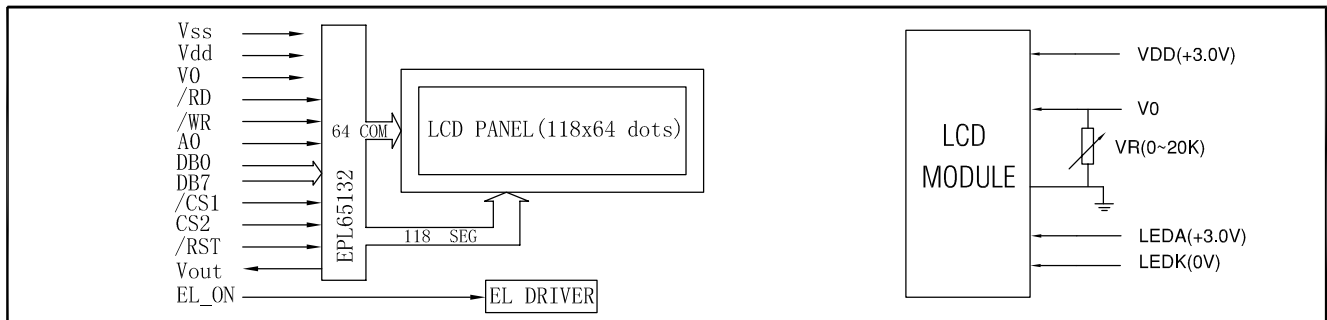 Vss
Vdd
V0
/RD
/WR
A0
DB0
DB7
/CS1
CS2
/RST
Vout
EL_ON
EPL65132
64 COM
LCD PANEL(118x64 dots)
118 SEG
EL DRIVER
LCD
MODULE
VDD(+3.0V)
V0
VR(0~20K)
LEDA(+3.0V)
LEDK(0V)